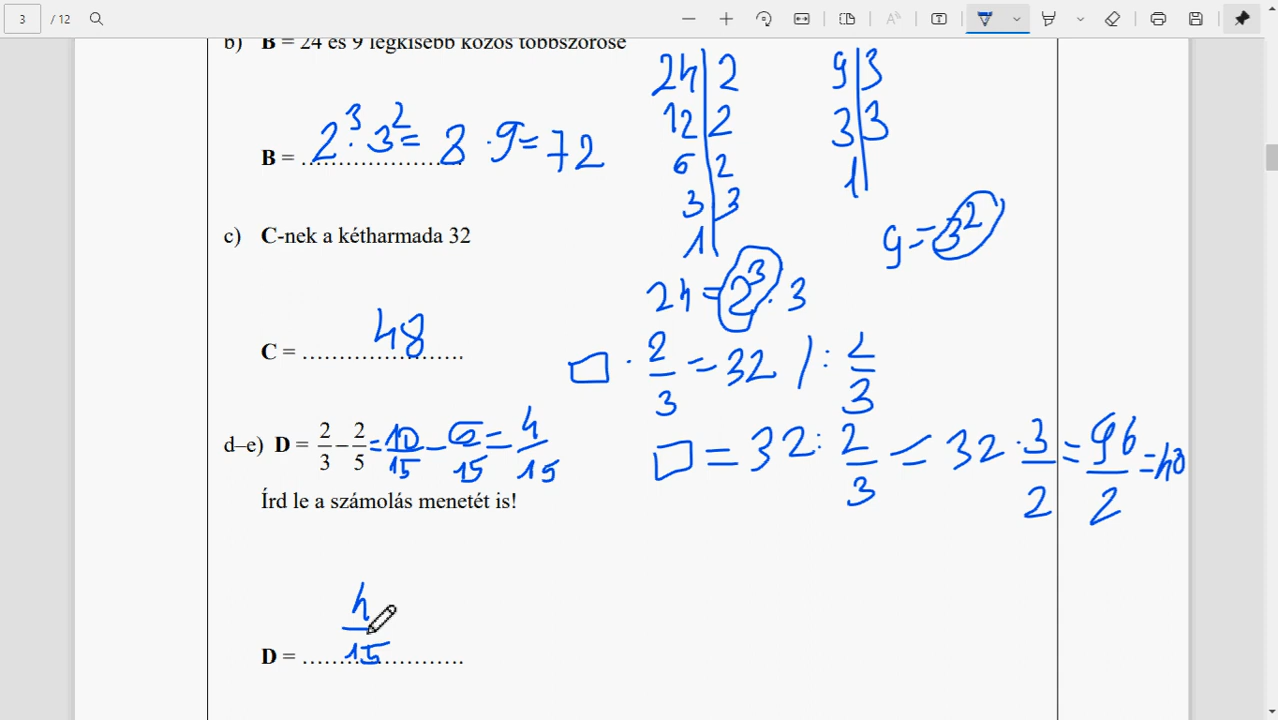 3 / 12
b) B = 24 és 9 legkisebb közös többszöröse
B = 2³ · 3² = 8 · 9 = 72
24 | 2
12 | 2
6 | 2
3 | 3
1
9 | 3
3 | 3
1
9 = 3²
24 = 2³ · 3
c) C-nek a kétharmada 32
C = 48
□ · 2/3 = 32 / : 2/3
□ = 32 : 2/3 = 32 · 3/2 = 96/2 = 48
d–e) D = 2/3 − 2/5 = 10/15 − 6/15 = 4/15
Írd le a számolás menetét is!
D = 4/15